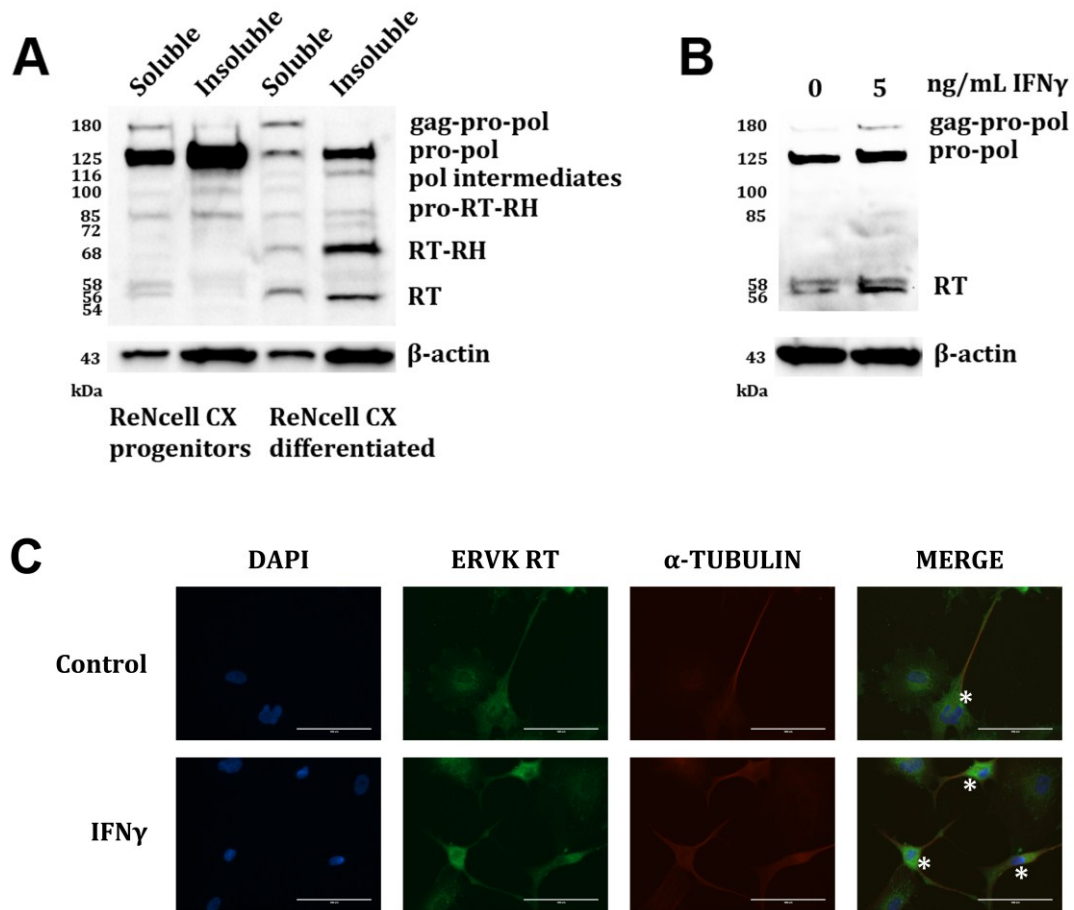 A
Soluble
Insoluble
Soluble
Insoluble
180
125
116
100
85
72
68
58
56
54
43
kDa
gag-pro-pol
pro-pol
pol intermediates
pro-RT-RH
RT-RH
RT
β-actin
ReNcell CX
progenitors
ReNcell CX
differentiated
B
0 5 ng/mL IFNγ
180
125
100
85
58
56
43
kDa
gag-pro-pol
pro-pol
RT
β-actin
C
DAPI ERVK RT α-TUBULIN MERGE
Control
*
IFNγ
*
*
*